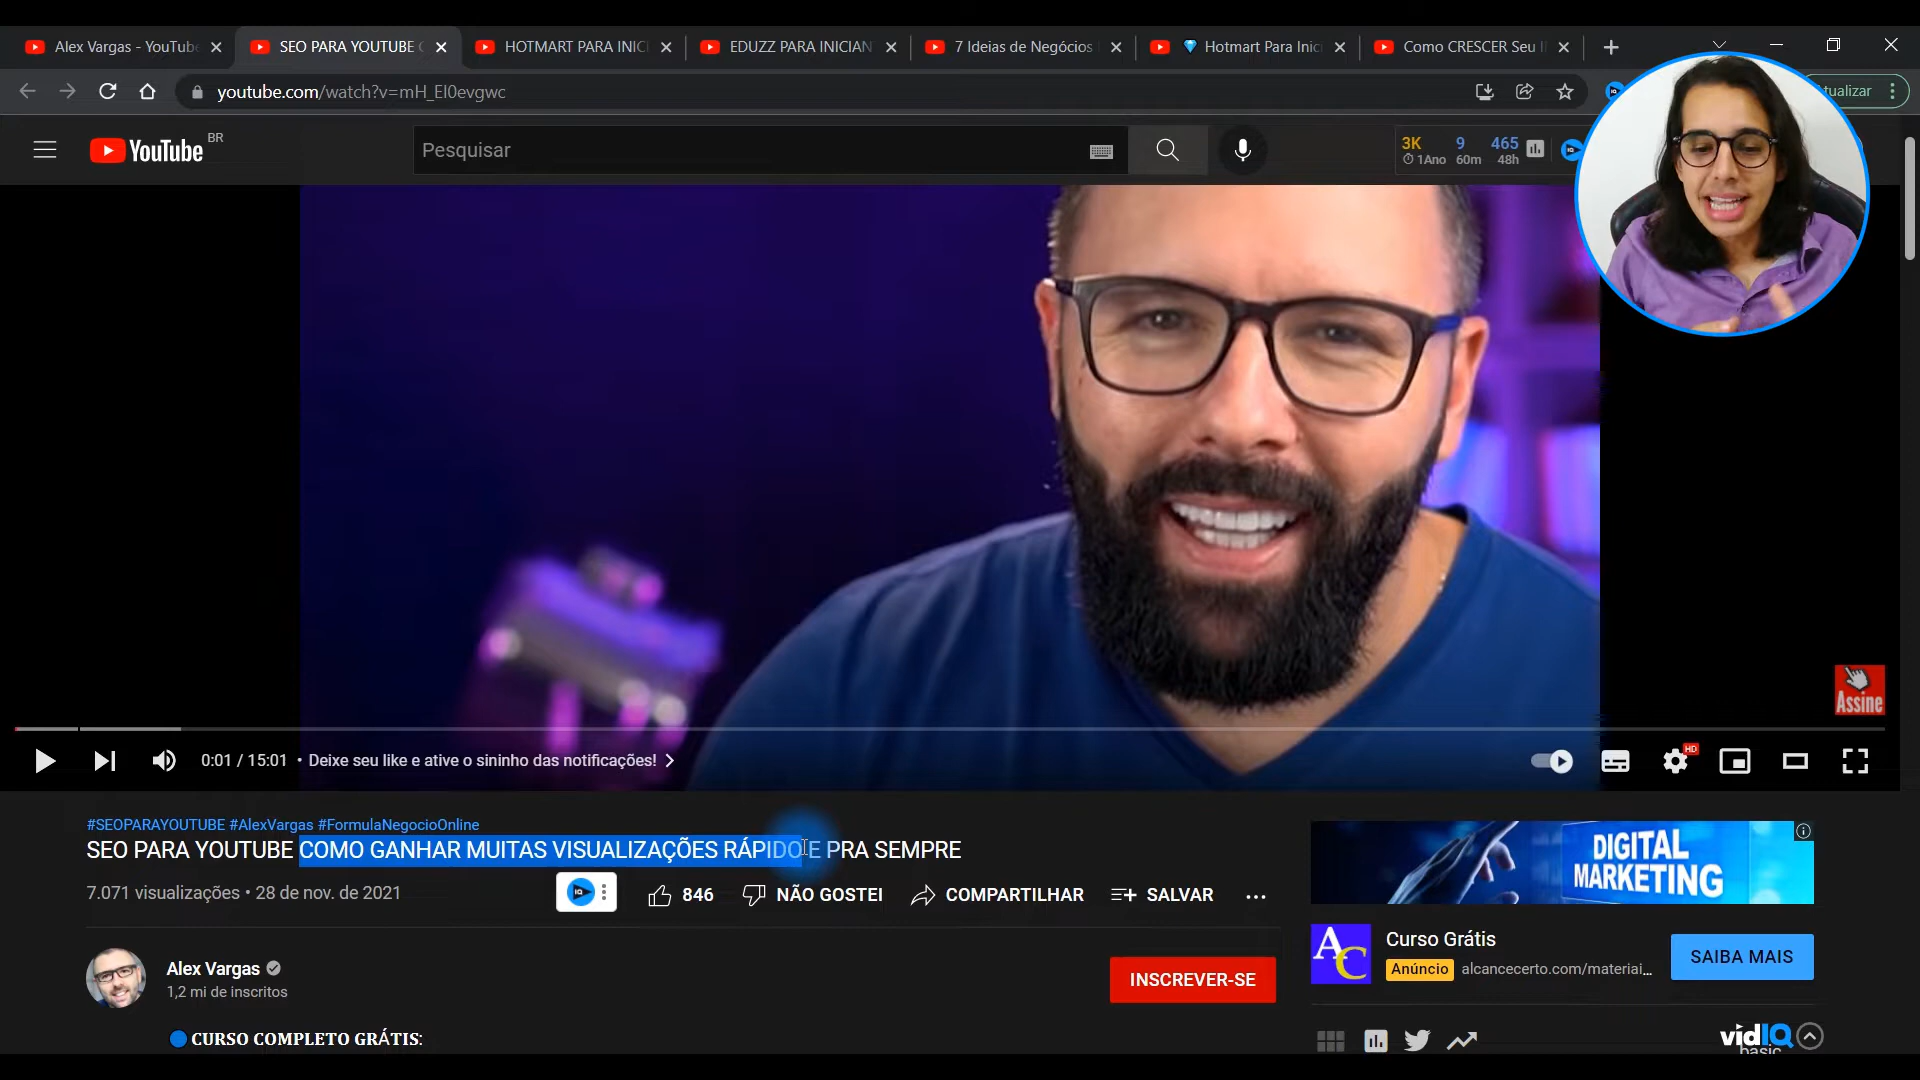 Alex Vargas - YouTube
SEO PARA YOUTUBE
HOTMART PARA INIC
EDUZZ PARA INICIAN
7 Ideias de Negócios
Hotmart Para Inic
Como CRESCER Seu
youtube.com/watch?v=mH_EI0evgwc
tualizar
YouTube BR
Pesquisar
3K 9 465
1Ano 60m 48h
Assine
0:01 / 15:01 • Deixe seu like e ative o sininho das notificações!
HD
#SEOPARAYOUTUBE #AlexVargas #FormulaNegocioOnline
SEO PARA YOUTUBE COMO GANHAR MUITAS VISUALIZAÇÕES RÁPIDO E PRA SEMPRE
7.071 visualizações • 28 de nov. de 2021
846 NÃO GOSTEI COMPARTILHAR SALVAR
DIGITAL
MARKETING
Alex Vargas
1,2 mi de inscritos
INSCREVER-SE
AC
Curso Grátis
Anúncio alcancecerto.com/materiai...
SAIBA MAIS
CURSO COMPLETO GRÁTIS:
vidIQ
basic